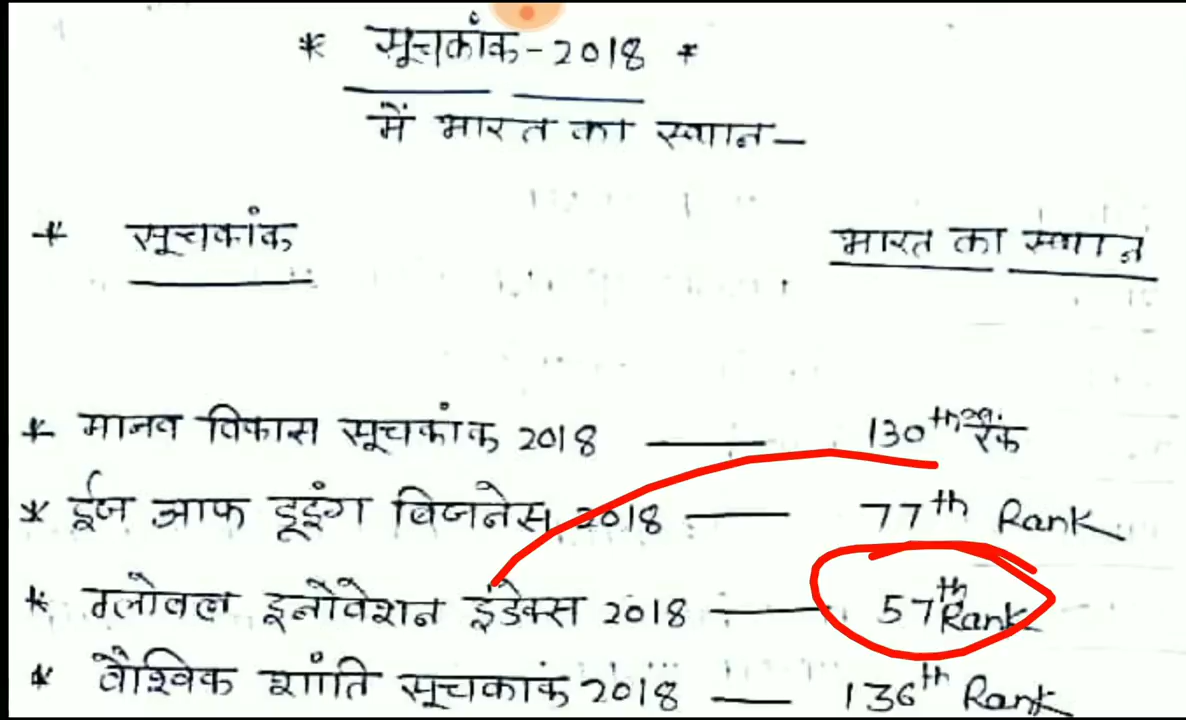 * सूचकांक - 2018 *
में भारत का स्थान —
* सूचकांक भारत का स्थान
* मानव विकास सूचकांक 2018 — 130th रैंक
* ईज आफ डूइंग बिजनेस 2018 — 77th Rank
* ग्लोबल इनोवेशन इंडेक्स 2018 — 57th Rank
* वैश्विक शांति सूचकांक 2018 — 136th Rank